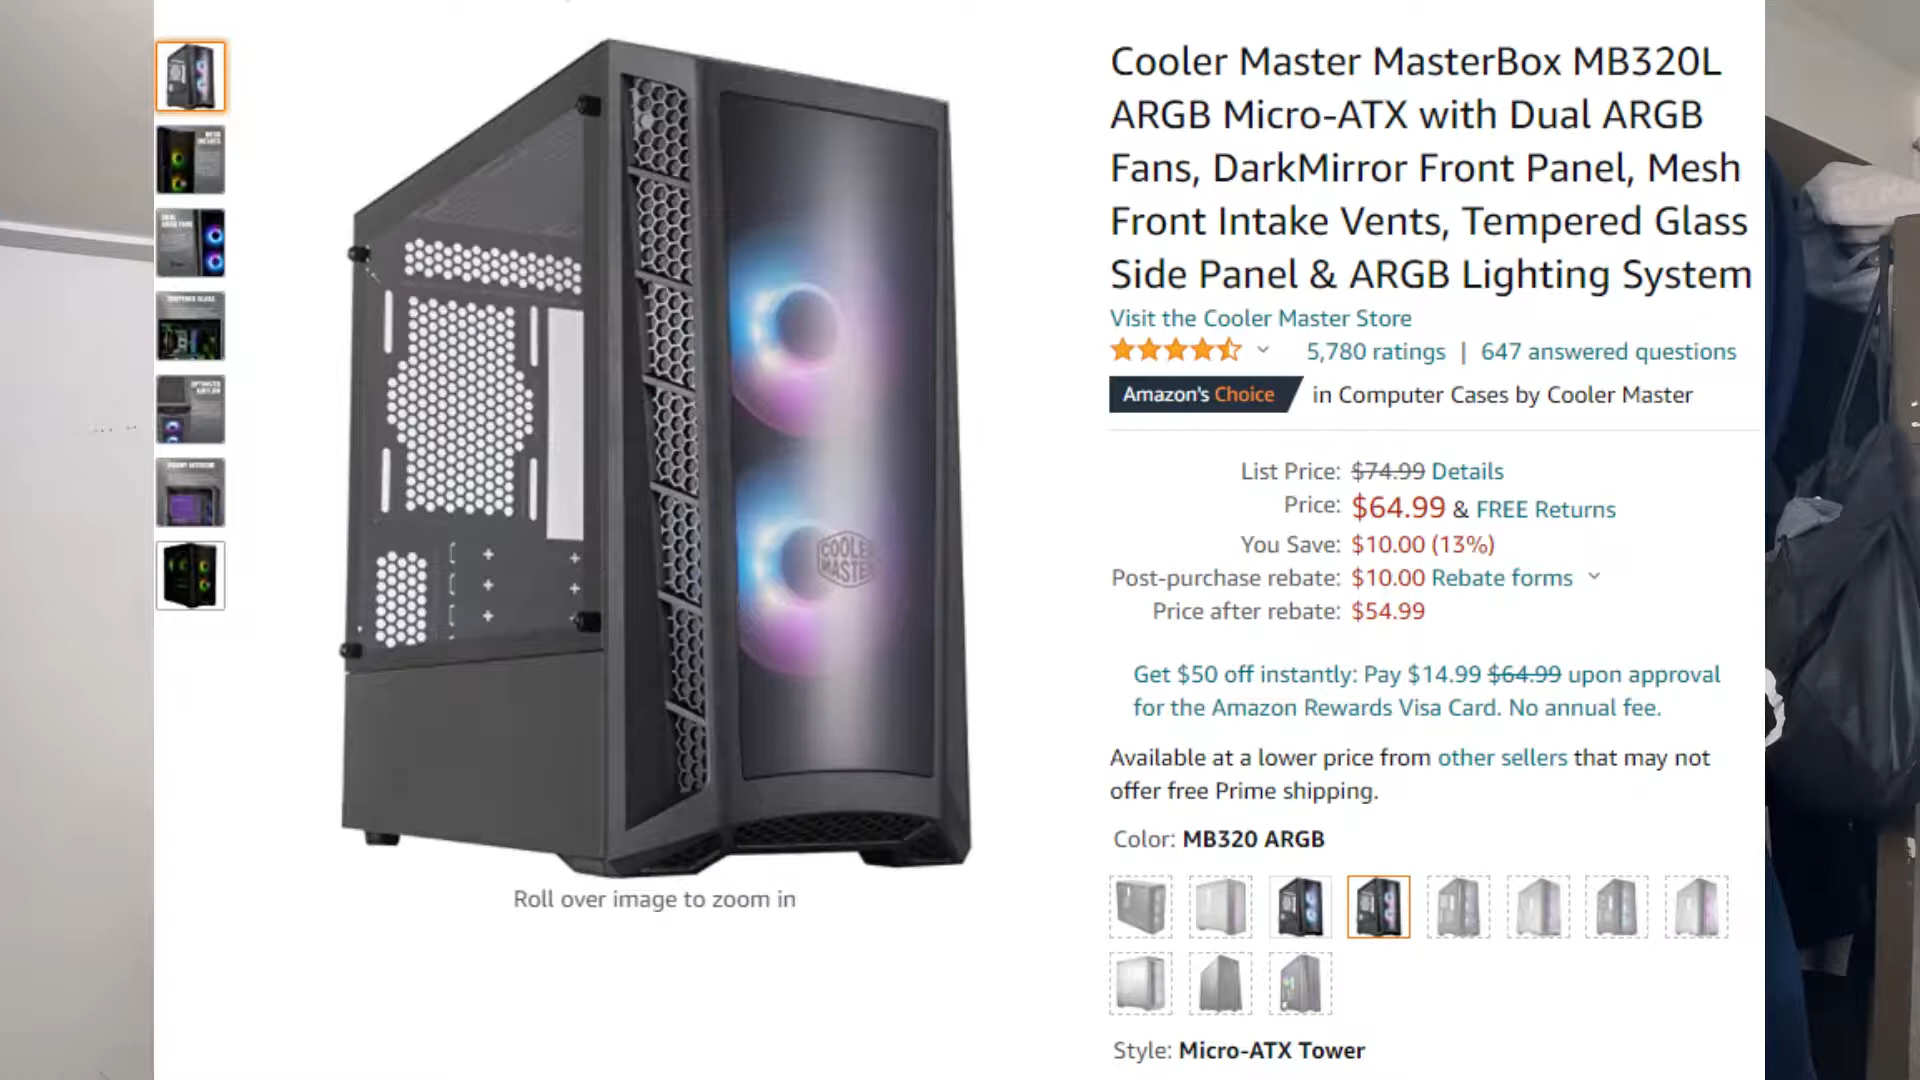 Cooler Master MasterBox MB320L
ARGB Micro-ATX with Dual ARGB
Fans, DarkMirror Front Panel, Mesh
Front Intake Vents, Tempered Glass
Side Panel & ARGB Lighting System
Visit the Cooler Master Store
5,780 ratings | 647 answered questions
Amazon's Choice in Computer Cases by Cooler Master
List Price: $74.99 Details
Price: $64.99 & FREE Returns
You Save: $10.00 (13%)
Post-purchase rebate: $10.00 Rebate forms
Price after rebate: $54.99
Get $50 off instantly: Pay $14.99 $64.99 upon approval
for the Amazon Rewards Visa Card. No annual fee.
Available at a lower price from other sellers that may not
offer free Prime shipping.
Color: MB320 ARGB
Style: Micro-ATX Tower
COOLER
MASTER
Roll over image to zoom in
TEMPERED GLASS